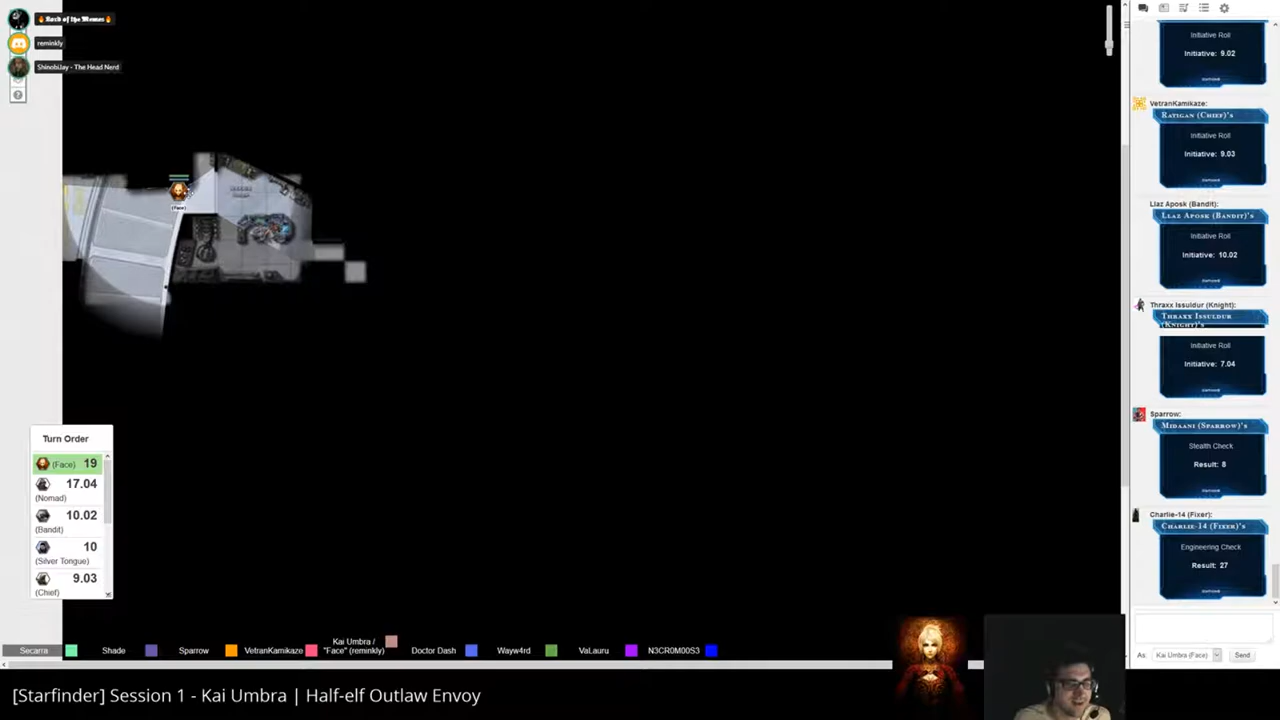 🔥Lord of the Memes🔥
reminkly
ShinobiJay - The Head Nerd
(Face)
Turn Order
(Face) 19
17.04
(Nomad)
10.02
(Bandit)
10
(Silver Tongue)
9.03
(Chief)
Initiative Roll
Initiative: 9.02
VetranKamikaze:
Ratigan (Chief)'s
Initiative Roll
Initiative: 9.03
Llaz Aposk (Bandit):
Llaz Aposk (Bandit)'s
Initiative Roll
Initiative: 10.02
Thraxx Issuldur (Knight):
Thraxx Issuldur
(Knight)'s
Initiative Roll
Initiative: 7.04
Sparrow:
Midaani (Sparrow)'s
Stealth Check
Result: 8
Charlie-14 (Fixer):
Charlie-14 (Fixer)'s
Engineering Check
Result: 27
As: Kai Umbra (Face) Send
Secarra
Shade
Sparrow
VetranKamikaze
Kai Umbra /
"Face" (reminkly)
Doctor Dash
Wayw4rd
VaLauru
N3CR0M00S3
[Starfinder] Session 1 - Kai Umbra | Half-elf Outlaw Envoy